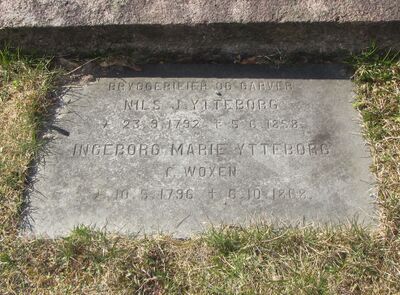 BRYGGERIEIER OG GARVER
NILS J. YTTEBORG
* 23.9.1792 † 5.6.1858.
INGEBORG MARIE YTTEBORG
F. WOXEN
* 10.5.1796 † 6.10.1868.